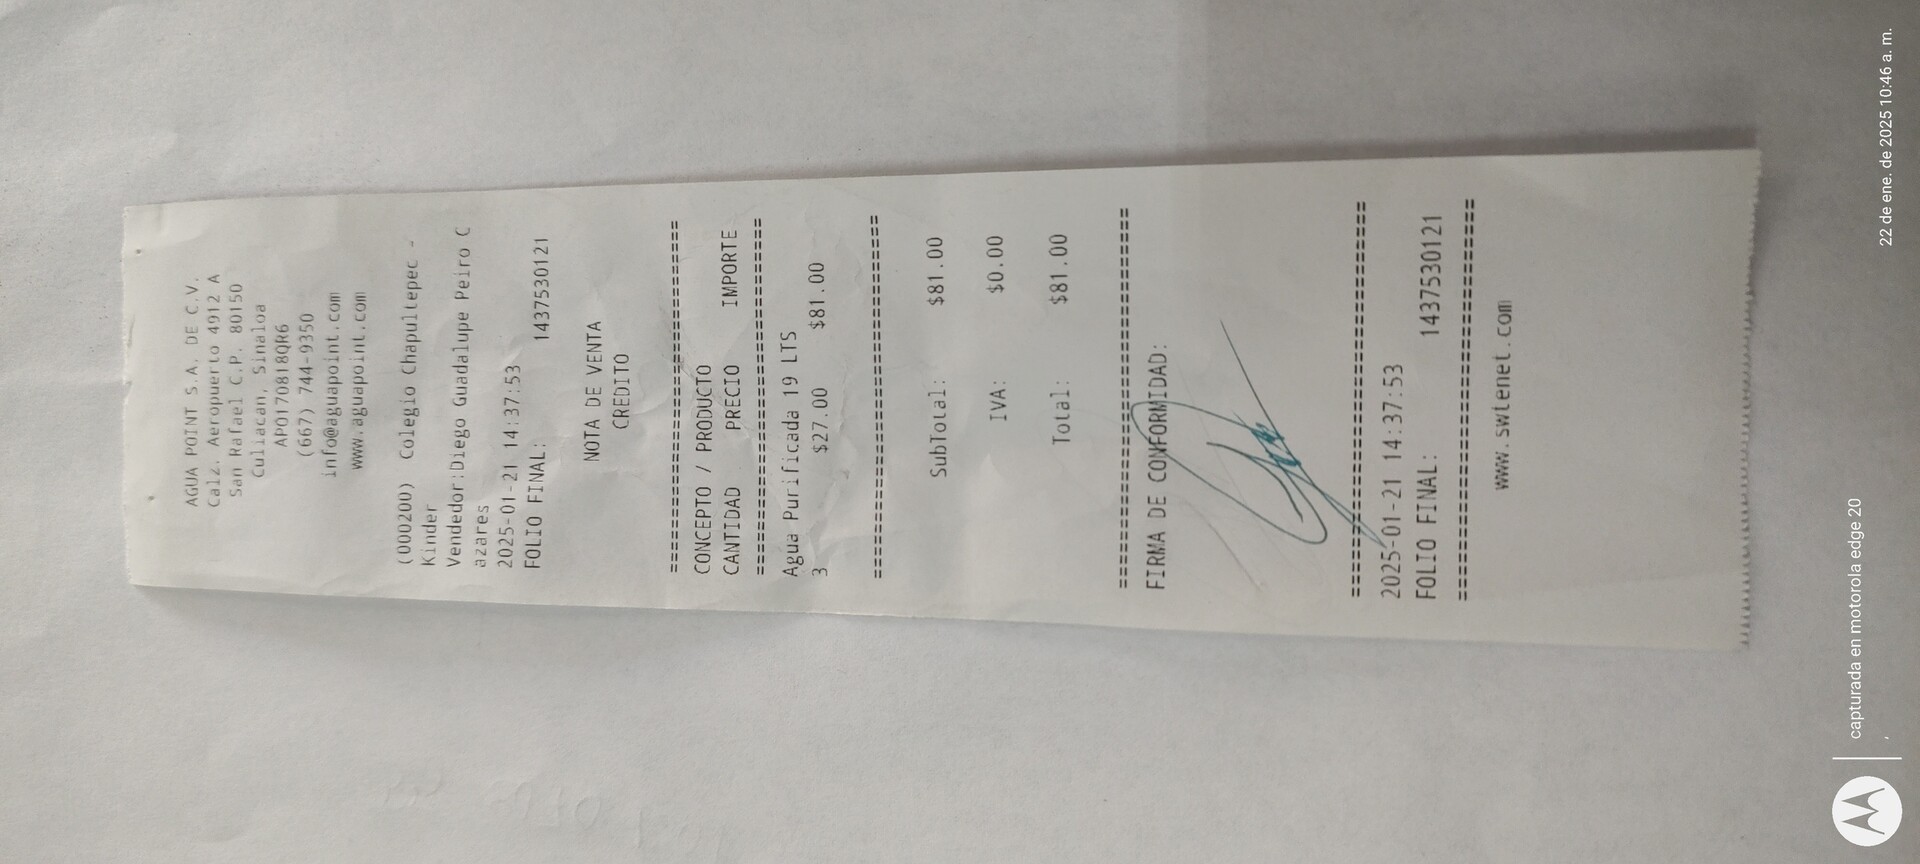 AGUA POINT S.A. DE C.V.
Calz. Aeropuerto 4912 A
San Rafael C.P. 80150
Culiacan, Sinaloa
APO170818QR6
(667) 744-9350
info@aguapoint.com
www.aguapoint.com
(000200) Colegio Chapultepec -
Kinder
Vendedor:Diego Guadalupe Peiro C
azares
2025-01-21 14:37:53
FOLIO FINAL: 1437530121
NOTA DE VENTA
CREDITO
================================
CONCEPTO / PRODUCTO
CANTIDAD PRECIO IMPORTE
================================
Agua Purificada 19 LTS
3 $27.00 $81.00
================================
SubTotal: $81.00
IVA: $0.00
Total: $81.00
================================
FIRMA DE CONFORMIDAD:
================================
2025-01-21 14:37:53
FOLIO FINAL: 1437530121
================================
www.swtenet.com
capturada en motorola edge 20
22 de ene. de 2025 10:46 a. m.